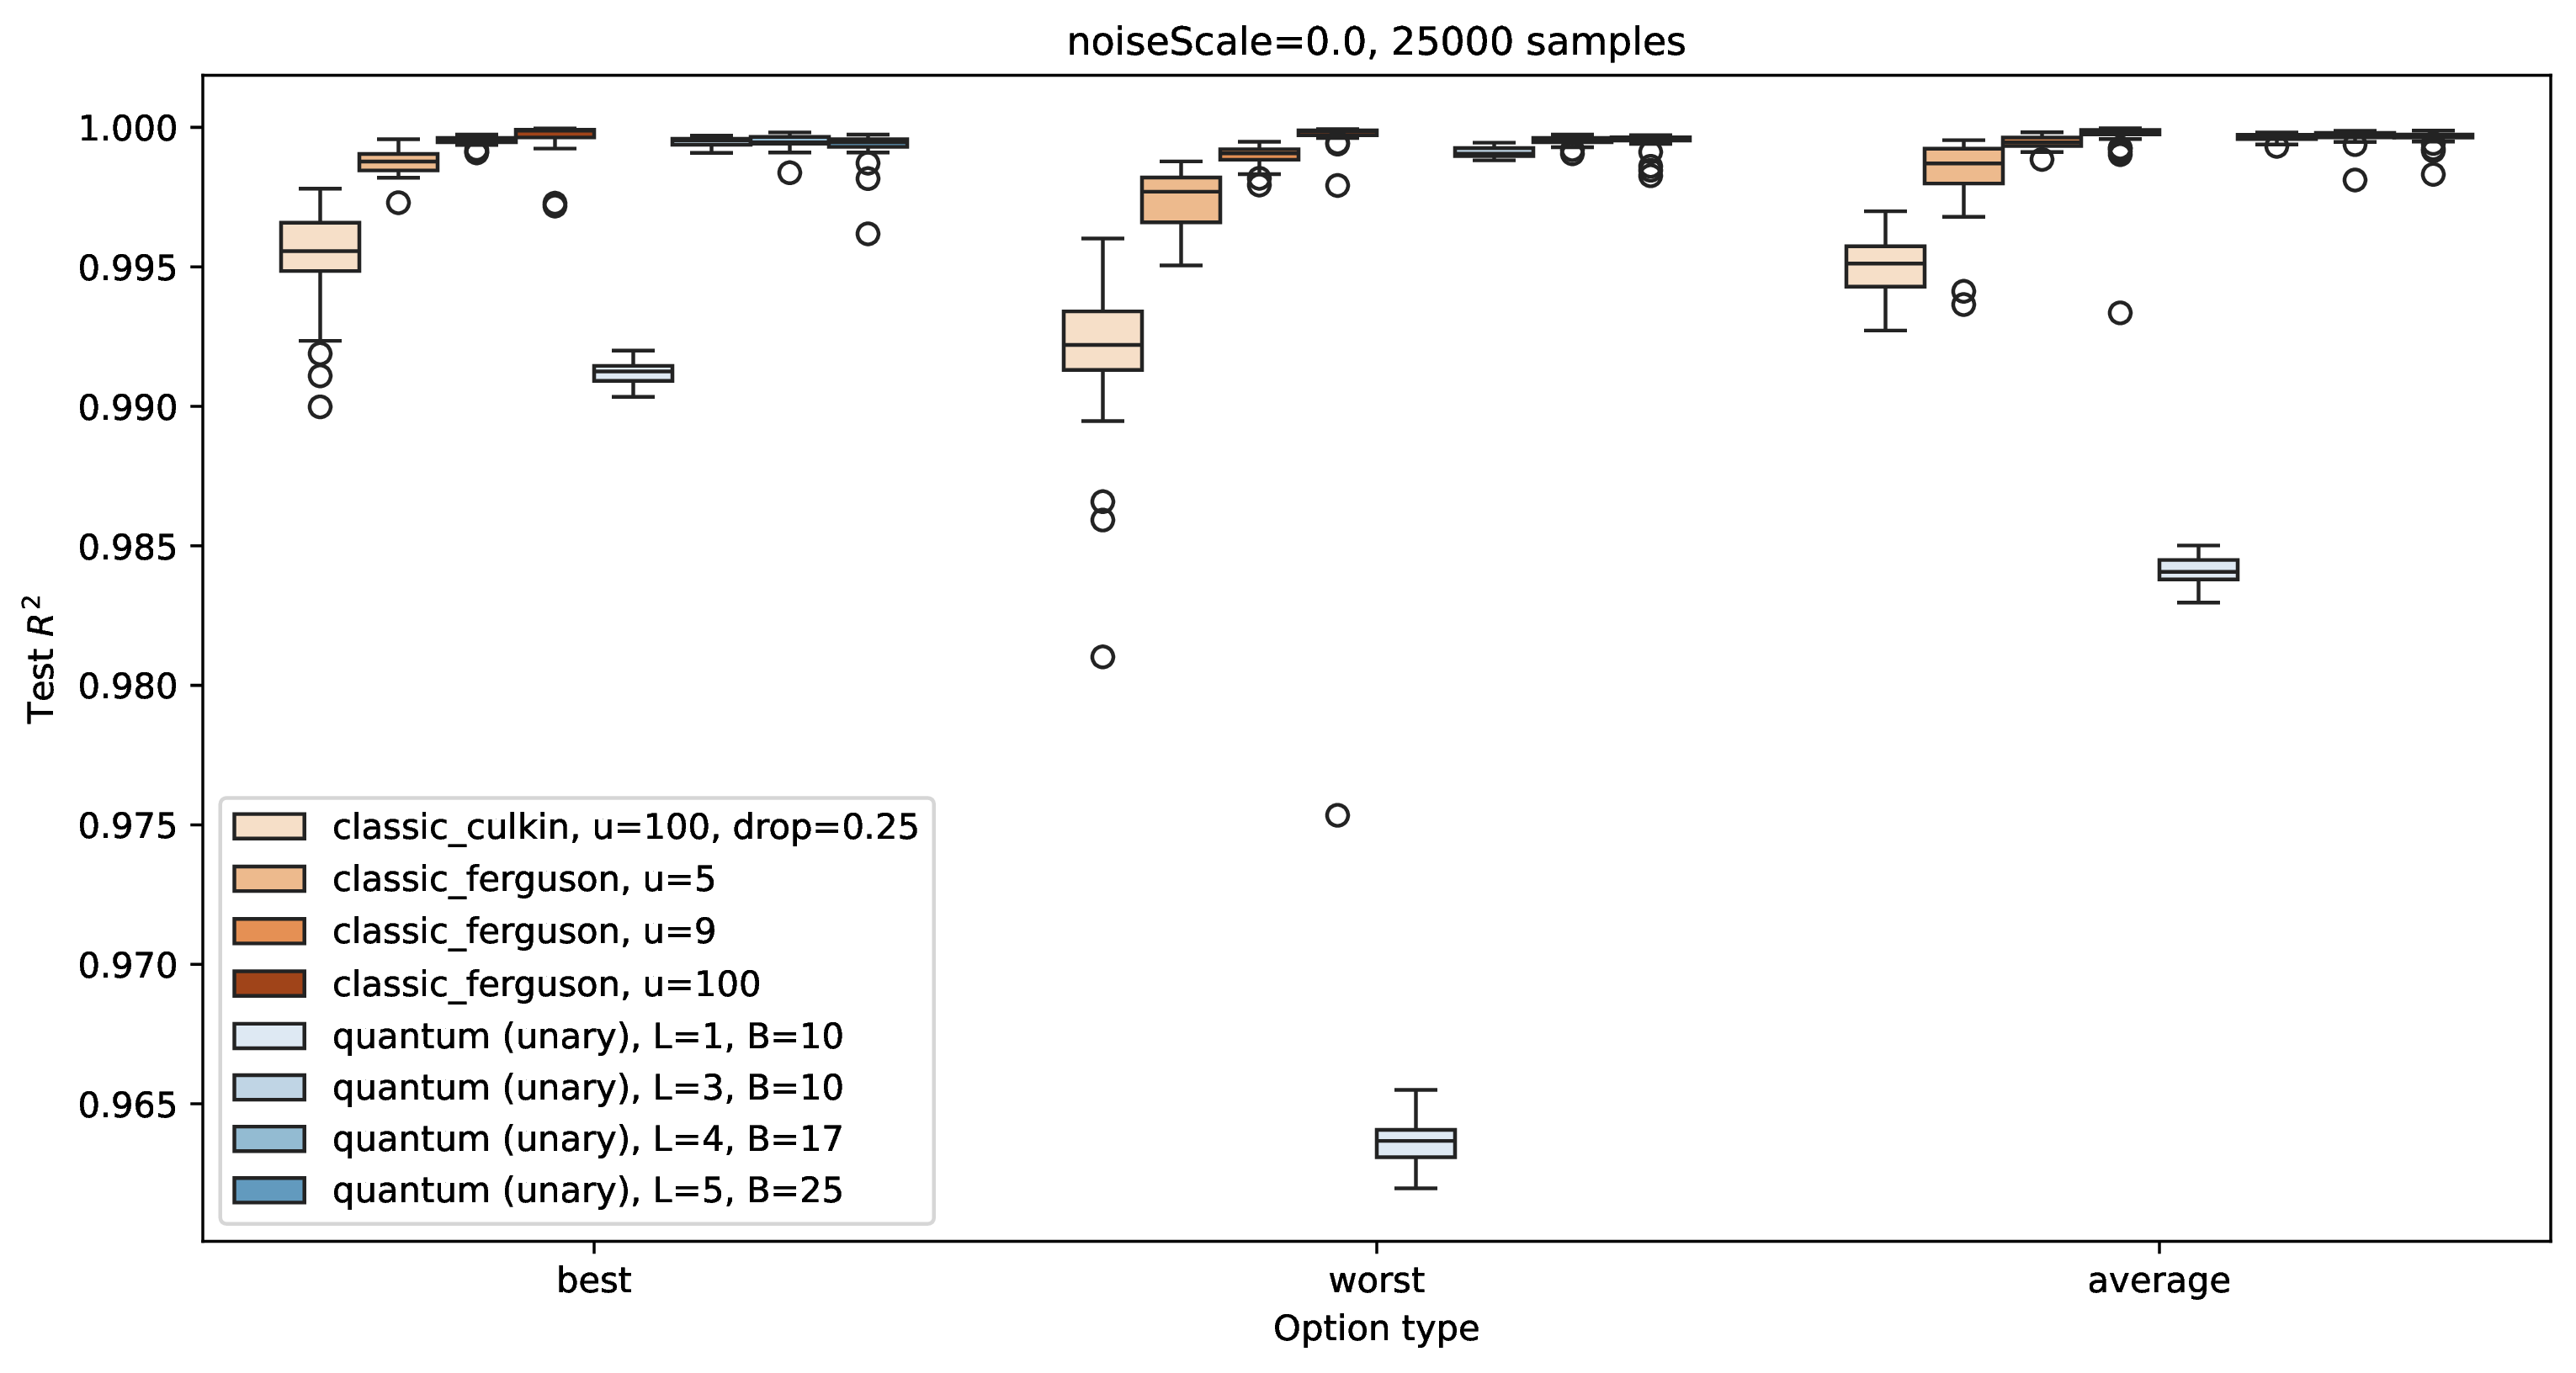 noiseScale=0.0, 25000 samples
1.000
0.995
0.990
0.985
0.980
0.975
0.970
0.965
Test R²
classic_culkin, u=100, drop=0.25
classic_ferguson, u=5
classic_ferguson, u=9
classic_ferguson, u=100
quantum (unary), L=1, B=10
quantum (unary), L=3, B=10
quantum (unary), L=4, B=17
quantum (unary), L=5, B=25
best
worst
average
Option type